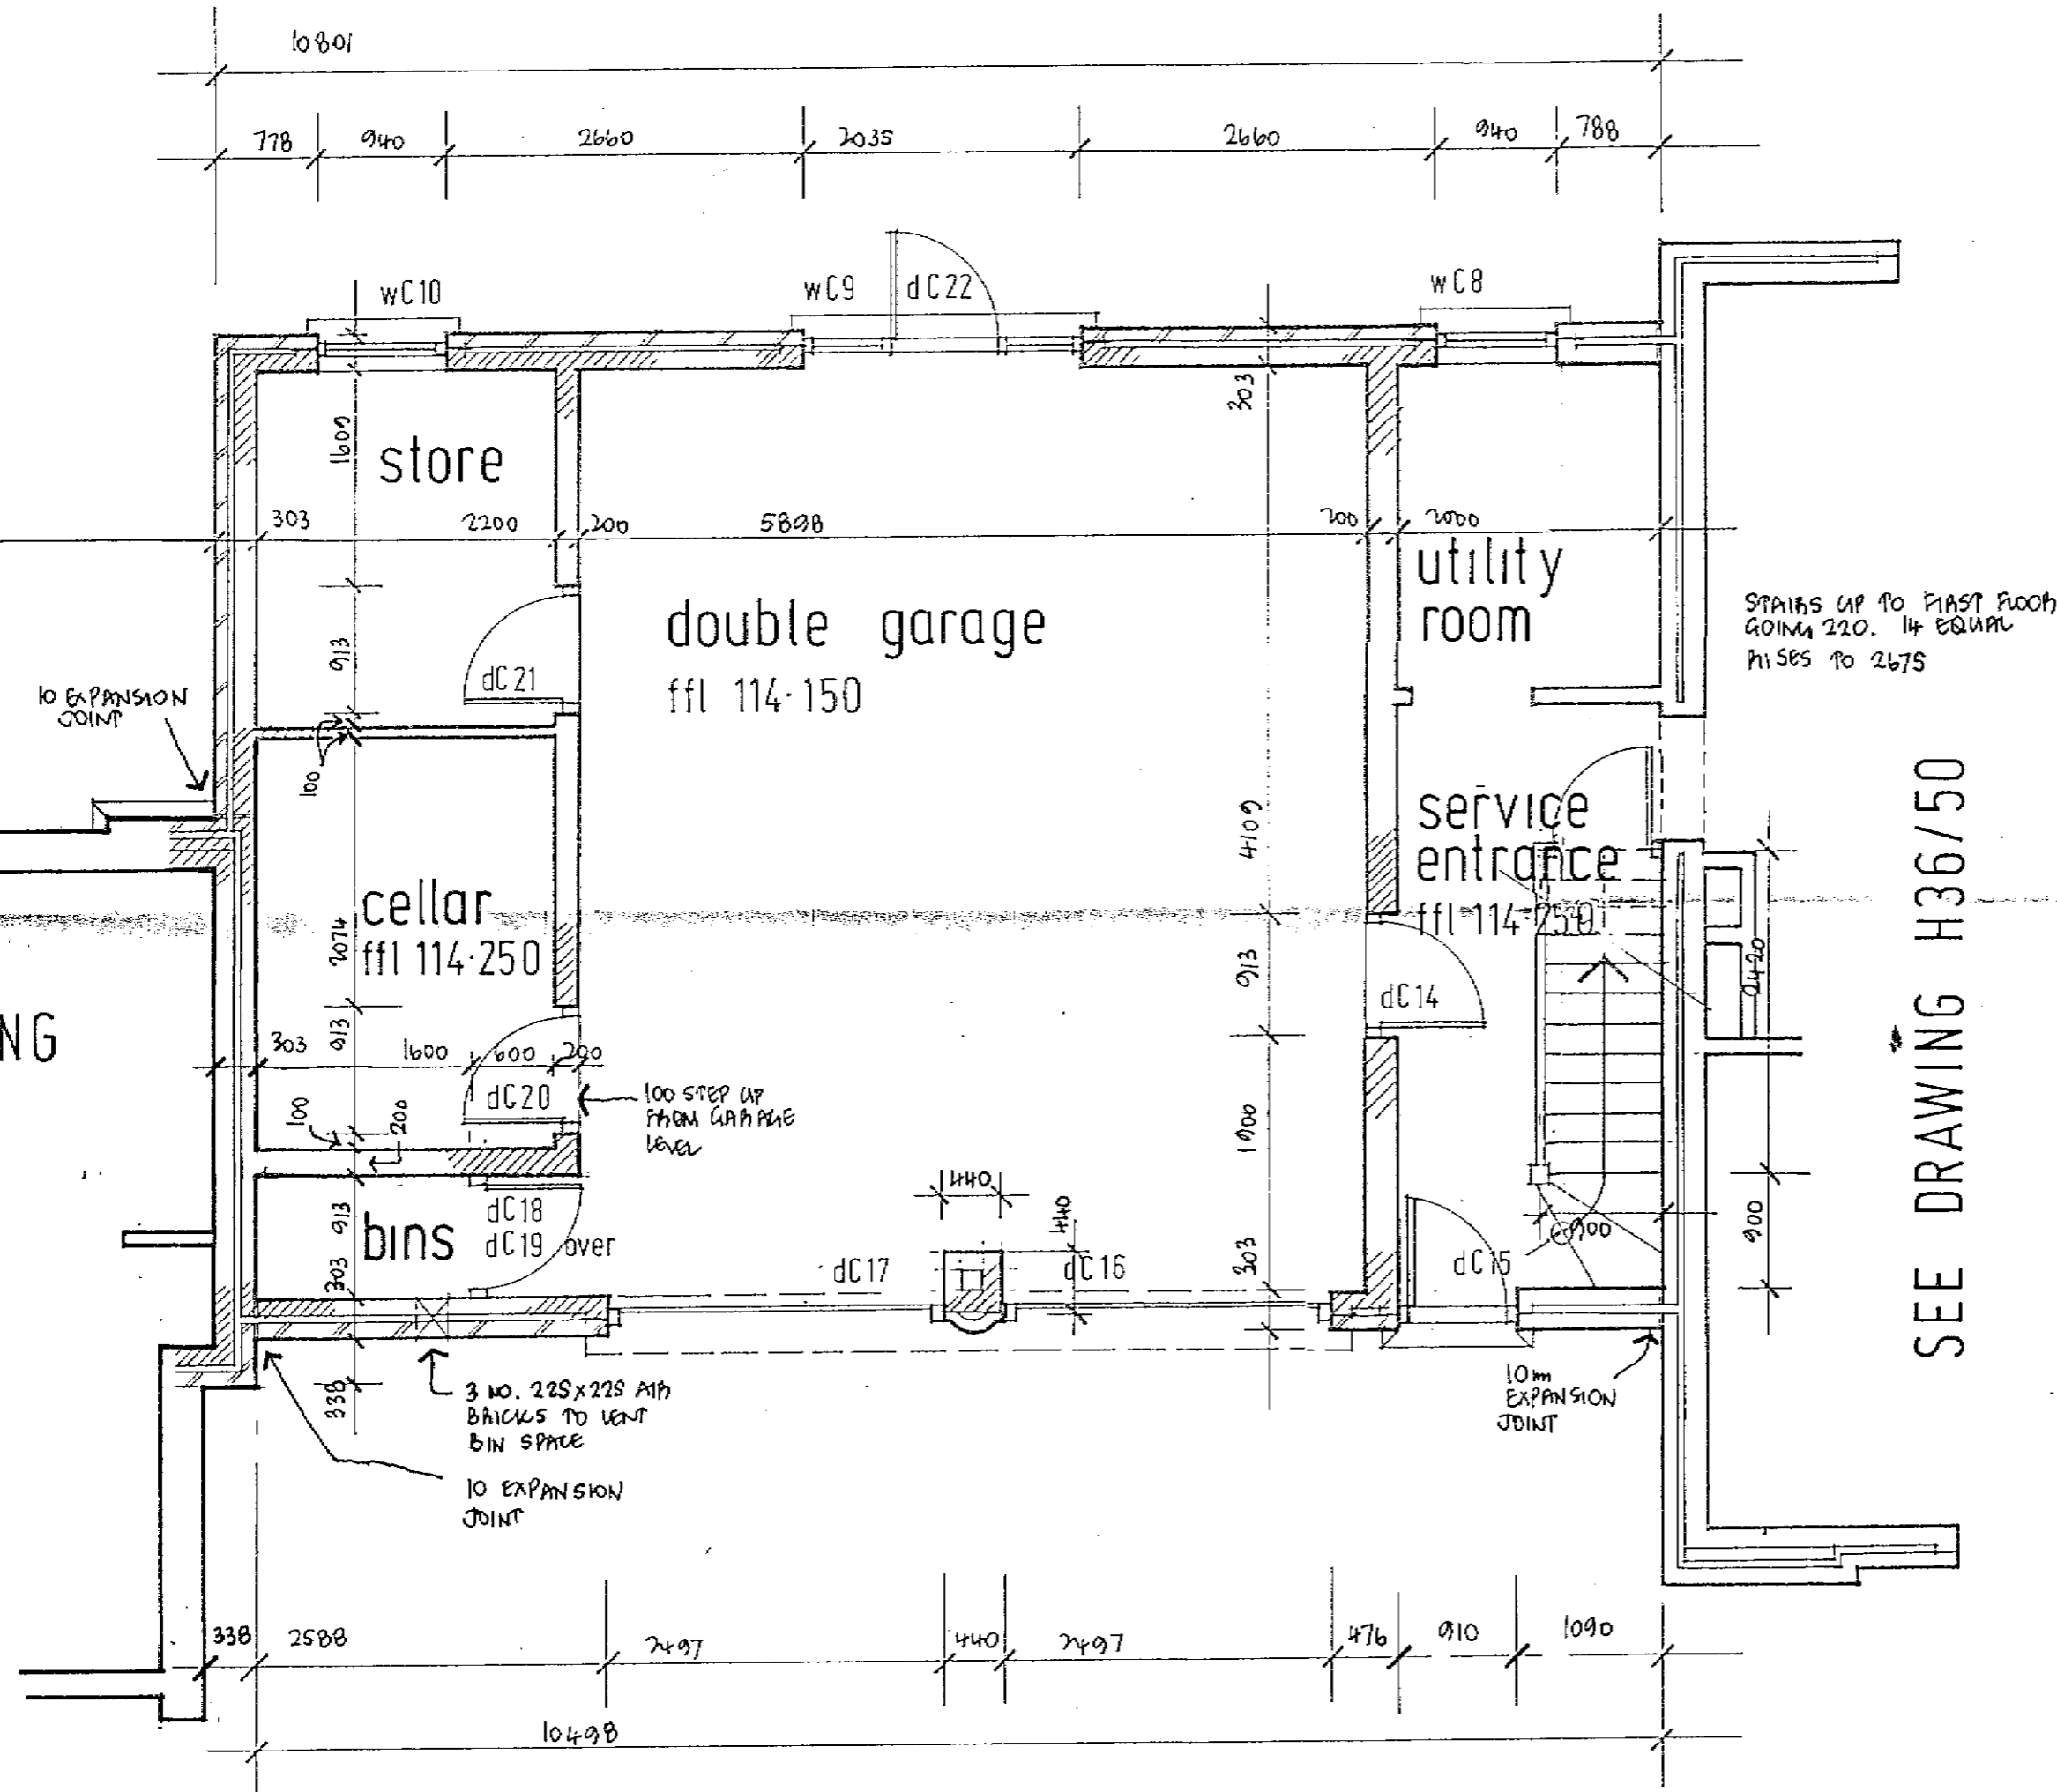 10801
778 940 2660 2035 2660 940 788
wC10 wC9 dC22 wC8
303
1609
store
303 2200 200 5898 200 2000
utility
room
double garage
ffl 114·150
STAIRS UP TO FIRST FLOOR
GOING 220. 14 EQUAL
RISES TO 2675
913
dC21
10 EXPANSION
JOINT
100
service
entrance
ffl 114·250
4109
cellar
ffl 114·250
2074
913
dC14
2420
SEE DRAWING H36/50
NG
303 1600 600 200
913
dC20
100 STEP UP
FROM GARAGE
LEVEL
100
200
1900
440
440
900
900
913
bins
dC18
dC19 over
303
dC17
dC16
303
dC15
338
3 NO. 225X225 AIR
BRICKS TO VENT
BIN SPACE
10m
EXPANSION
JOINT
10 EXPANSION
JOINT
338 2588 2497 440 2497 476 910 1090
10498